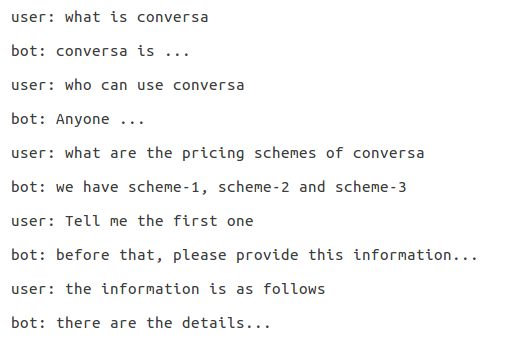 user: what is conversa
bot: conversa is ...
user: who can use conversa
bot: Anyone ...
user: what are the pricing schemes of conversa
bot: we have scheme-1, scheme-2 and scheme-3
user: Tell me the first one
bot: before that, please provide this information...
user: the information is as follows
bot: there are the details...